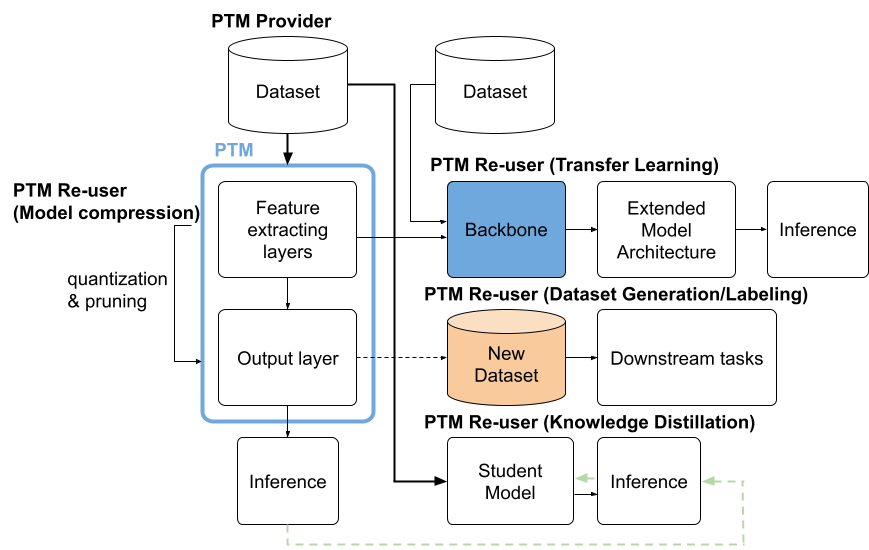 PTM Provider
Dataset
Dataset
PTM
PTM Re-user (Transfer Learning)
PTM Re-user
(Model compression)
Feature
extracting
layers
Backbone
Extended
Model
Architecture
Inference
quantization
& pruning
PTM Re-user (Dataset Generation/Labeling)
Output layer
New
Dataset
Downstream tasks
PTM Re-user (Knowledge Distillation)
Inference
Student
Model
Inference